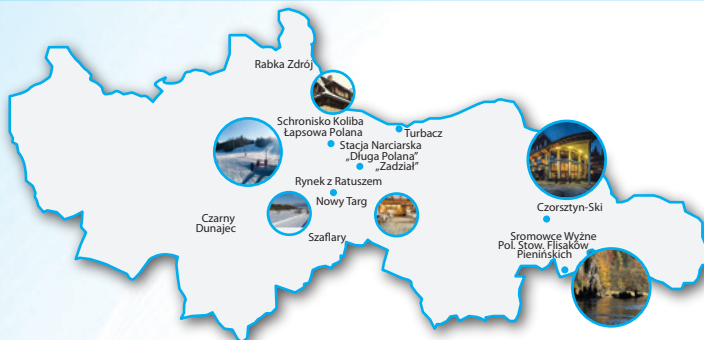 Rabka Zdrój
Schronisko Koliba
Łapsowa Polana
Turbacz
Stacja Narciarska
„Długa Polana”
„Zadział”
Rynek z Ratuszem
Nowy Targ
Czarny
Dunajec
Szaflary
Czorsztyn-Ski
Sromowce Wyżne
Pol. Stow. Flisaków
Pienińskich